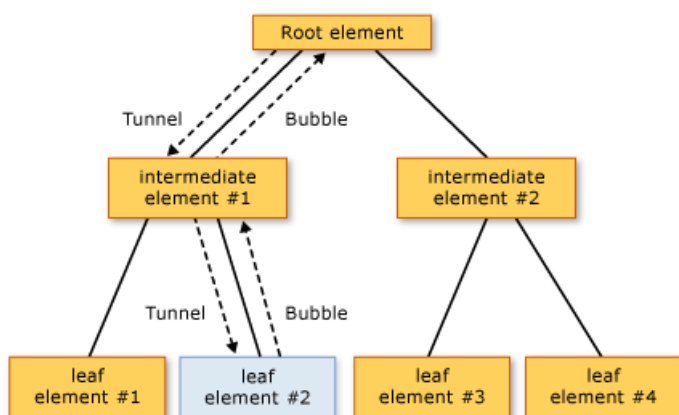 Root element
Tunnel
Bubble
intermediate
element #1
intermediate
element #2
Tunnel
Bubble
leaf
element #1
leaf
element #2
leaf
element #3
leaf
element #4